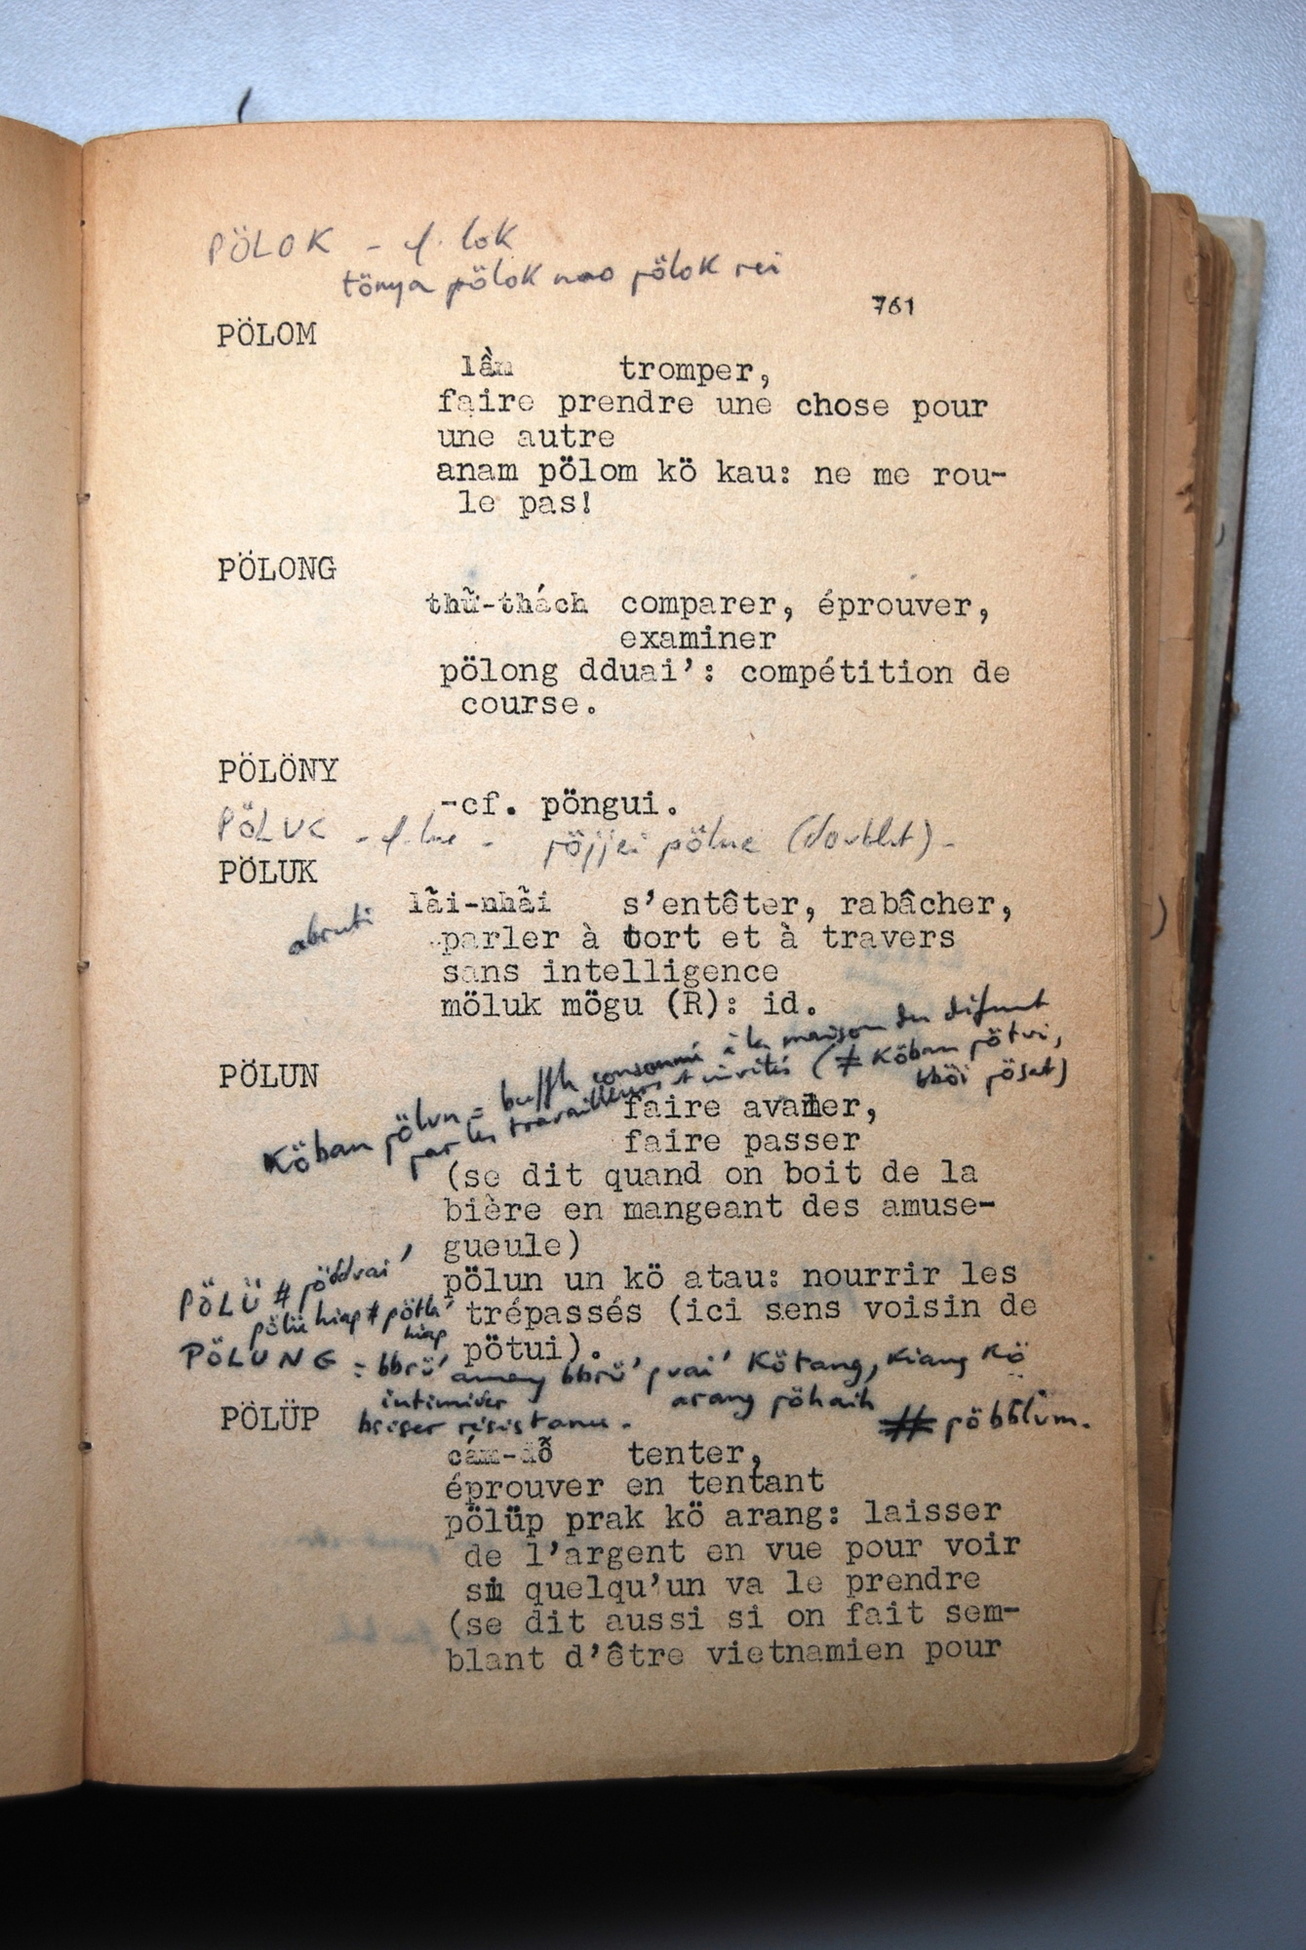 PÖLOK - cf. lok
tönya pölok nao pölok rei
761
PÖLOM
lầm tromper,
faire prendre une chose pour
une autre
anam pölom kö kau: ne me rou-
le pas!
PÖLONG
thử-thách comparer, éprouver,
examiner
pölong dduai': compétition de
course.
PÖLÖNY
-cf. pöngui.
PÖLUC - cf. luc - pöjjei pöluc (doublet) -
PÖLUK
lải-nhải s'entêter, rabâcher,
abruti
parler à tort et à travers
sans intelligence
möluk mögu (R): id.
PÖLUN
Köban pölun = buffle consommé à la maison du défunt
par les travailleurs et invités (≠ Köban pötui,
bböi pösat)
faire avaler,
faire passer
(se dit quand on boit de la
bière en mangeant des amuse-
gueule)
PÖLÜ # pödduai'
pölun un kö atau: nourrir les
pölü hiap # pötla' hiap
trépassés (ici sens voisin de
pötui).
PÖLUNG = bbrü' amang bbrü' puai' Kötang, kiang Kö
intimider arang pöhaih
PÖLÜP
briser résistance. # pöbblum.
cám-dỗ tenter,
éprouver en tentant
pölüp prak kö arang: laisser
de l'argent en vue pour voir
si quelqu'un va le prendre
(se dit aussi si on fait sem-
blant d'être vietnamien pour